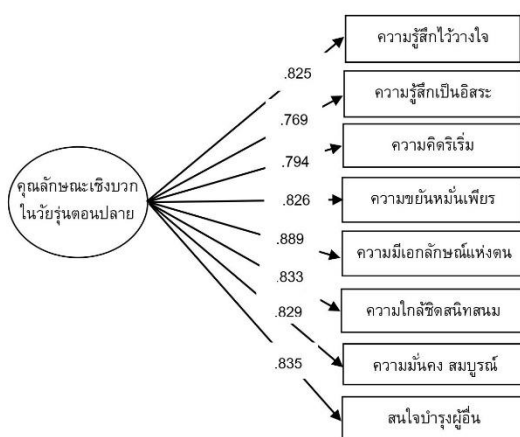 ความรู้สึกไว้วางใจ
.825
ความรู้สึกเป็นอิสระ
.769
ความคิดริเริ่ม
.794
คุณลักษณะเชิงบวก
ในวัยรุ่นตอนปลาย
.826
ความขยันหมั่นเพียร
.889
ความมีเอกลักษณ์แห่งตน
.833
ความใกล้ชิดสนิทสนม
.829
ความมั่นคง สมบูรณ์
.835
สนใจบำรุงผู้อื่น